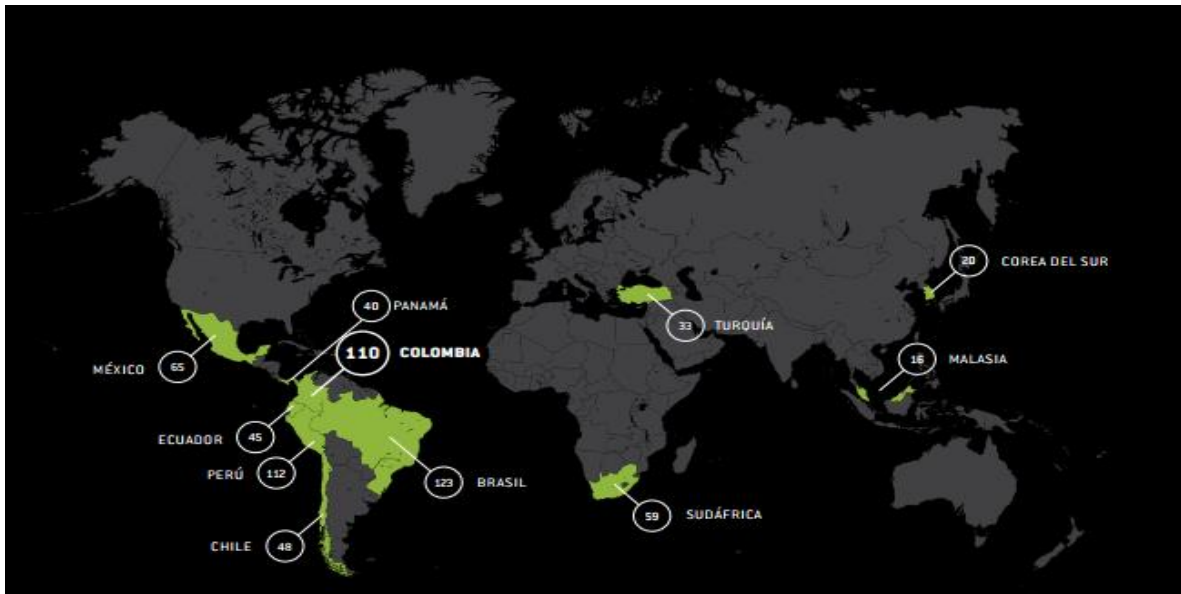 20 COREA DEL SUR
40 PANAMÁ
33 TURQUÍA
110 COLOMBIA
16 MALASIA
MÉXICO 65
ECUADOR 45
PERÚ 112
123 BRASIL
59 SUDÁFRICA
CHILE 48